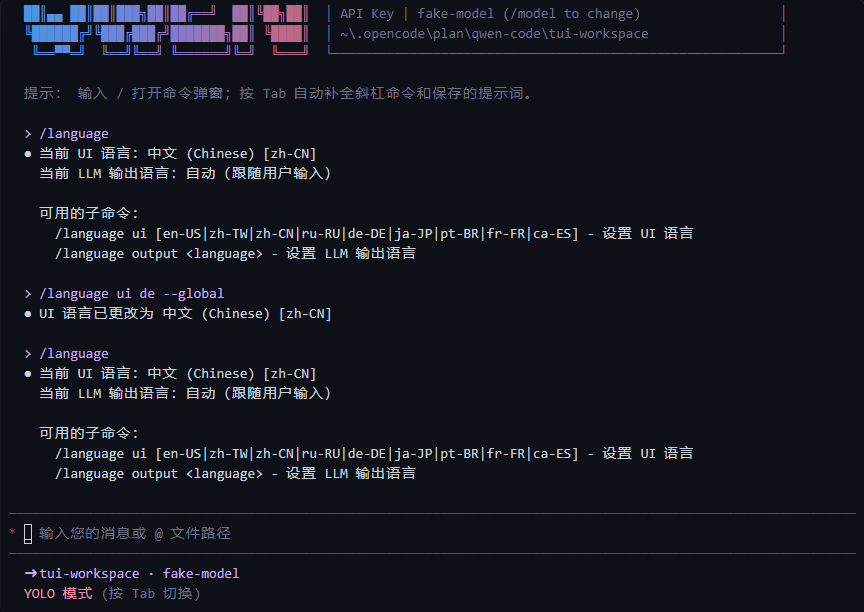 API Key | fake-model (/model to change)
~\.opencode\plan\qwen-code\tui-workspace
提示： 输入 / 打开命令弹窗；按 Tab 自动补全斜杠命令和保存的提示词。
> /language
● 当前 UI 语言：中文 (Chinese) [zh-CN]
当前 LLM 输出语言：自动（跟随用户输入）
可用的子命令：
/language ui [en-US|zh-TW|zh-CN|ru-RU|de-DE|ja-JP|pt-BR|fr-FR|ca-ES] - 设置 UI 语言
/language output <language> - 设置 LLM 输出语言
> /language ui de --global
● UI 语言已更改为 中文 (Chinese) [zh-CN]
> /language
● 当前 UI 语言：中文 (Chinese) [zh-CN]
当前 LLM 输出语言：自动（跟随用户输入）
可用的子命令：
/language ui [en-US|zh-TW|zh-CN|ru-RU|de-DE|ja-JP|pt-BR|fr-FR|ca-ES] - 设置 UI 语言
/language output <language> - 设置 LLM 输出语言
* 输入您的消息或 @ 文件路径
➜tui-workspace · fake-model
YOLO 模式 (按 Tab 切换)